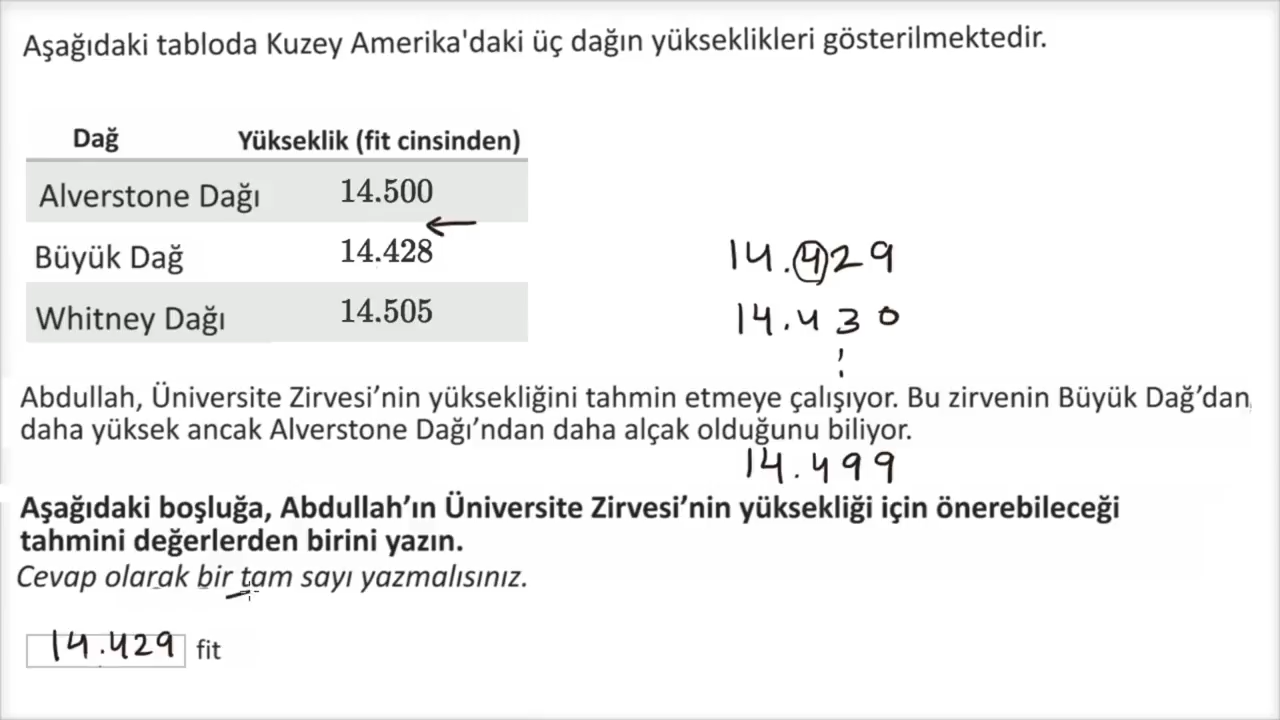 Aşağıdaki tabloda Kuzey Amerika'daki üç dağın yükseklikleri gösterilmektedir.
Dağ Yükseklik (fit cinsinden)
Alverstone Dağı 14.500
Büyük Dağ 14.428
Whitney Dağı 14.505
14.429
14.430
Abdullah, Üniversite Zirvesi’nin yüksekliğini tahmin etmeye çalışıyor. Bu zirvenin Büyük Dağ’dan
daha yüksek ancak Alverstone Dağı’ndan daha alçak olduğunu biliyor.
14.499
Aşağıdaki boşluğa, Abdullah’ın Üniversite Zirvesi’nin yüksekliği için önerebileceği
tahmini değerlerden birini yazın.
Cevap olarak bir tam sayı yazmalısınız.
14.429 fit